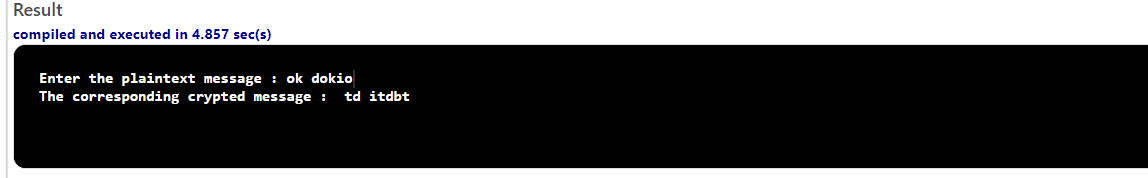 Result
compiled and executed in 4.857 sec(s)
Enter the plaintext message : ok dokio
The corresponding crypted message :  td itdbt